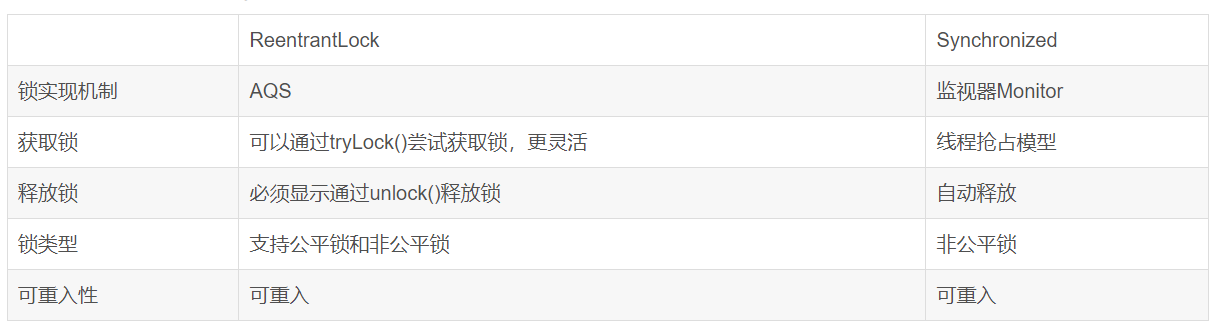 ReentrantLock Synchronized
锁实现机制 AQS 监视器Monitor
获取锁 可以通过tryLock()尝试获取锁，更灵活 线程抢占模型
释放锁 必须显示通过unlock()释放锁 自动释放
锁类型 支持公平锁和非公平锁 非公平锁
可重入性 可重入 可重入